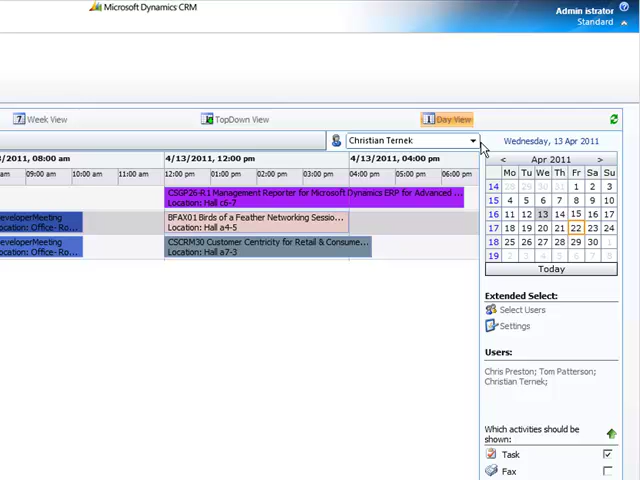 Microsoft Dynamics CRM
Admin istrator
Standard
7 Week View
TopDown View
1 Day View
Christian Ternek
Wednesday, 13 Apr 2011
3/2011, 08:00 am
4/13/2011, 12:00 pm
4/13/2011, 04:00 pm
< Apr 2011 >
09:00 am 10:00 am 11:00 am 12:00 pm 01:00 pm 02:00 pm 03:00 pm 04:00 pm 05:00 pm 06:00 pm
Mo Tu We Th Fr Sa Su
14 28 29 30 31 1 2 3
15 4 5 6 7 8 9 10
16 11 12 13 14 15 16 17
17 18 19 20 21 22 23 24
18 25 26 27 28 29 30 1
19 2 3 4 5 6 7 8
Today
CSGP26-R1 Management Reporter for Microsoft Dynamics ERP for Advanced ...
Location: Hall c6-7
eveloperMeeting
Location: Office- Ro...
BFAX01 Birds of a Feather Networking Sessio...
Location: Hall a4-5
eveloperMeeting
Location: Office- Ro...
CSCRM30 Customer Centricity for Retail & Consume...
Location: Hall a7-3
Extended Select:
Select Users
Settings
Users:
Chris Preston; Tom Patterson;
Christian Ternek;
Which activities should be
shown:
Task
Fax